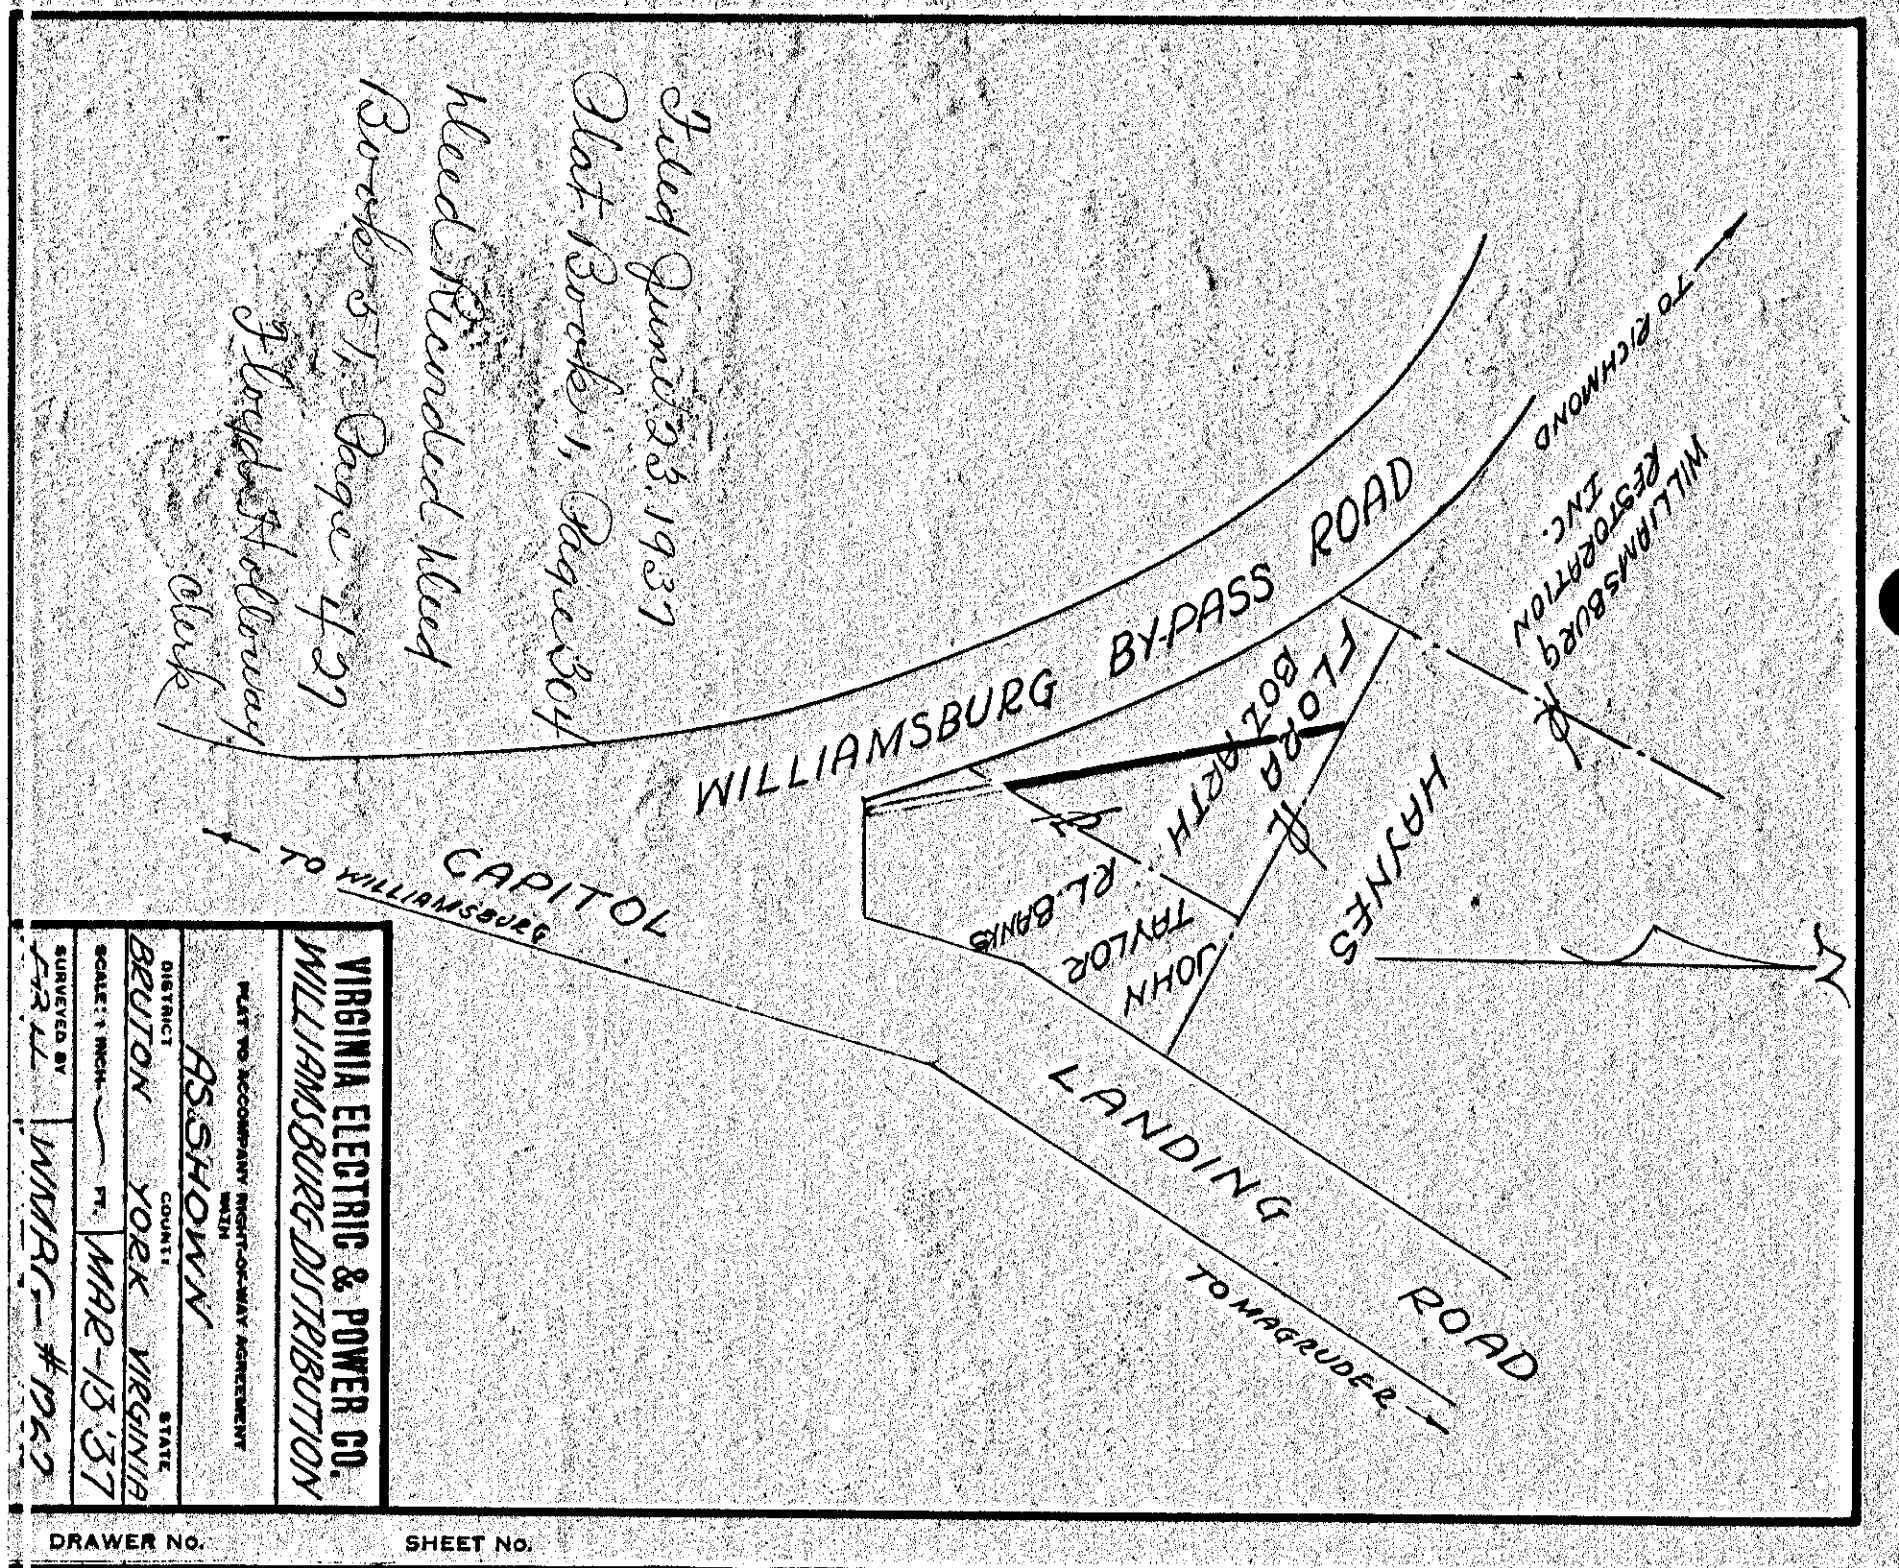 Filed June 23, 1937
Plat Book 1, Page 304
Deed Recorded Deed
Book 51, Page 427
Floyd Holloway
Clerk
TO RICHMOND
WILLIAMSBURG
RESTORATION
INC.
WILLIAMSBURG BY-PASS ROAD
FLORA
BOZARTH
HAYNES
R.L. BANKS
JOHN
TAYLOR
TO WILLIAMSBURG
CAPITOL LANDING ROAD
TO MAGRUDER
VIRGINIA ELECTRIC & POWER CO.
WILLIAMSBURG DISTRIBUTION
PLAT TO ACCOMPANY RIGHT-OF-WAY AGREEMENT
WITH
AS SHOWN
DISTRICT COUNTY STATE
BRUTON YORK VIRGINIA
SCALE: 1 INCH FT. MAR-13-37
SURVEYED BY
DRAWER No. SHEET No.